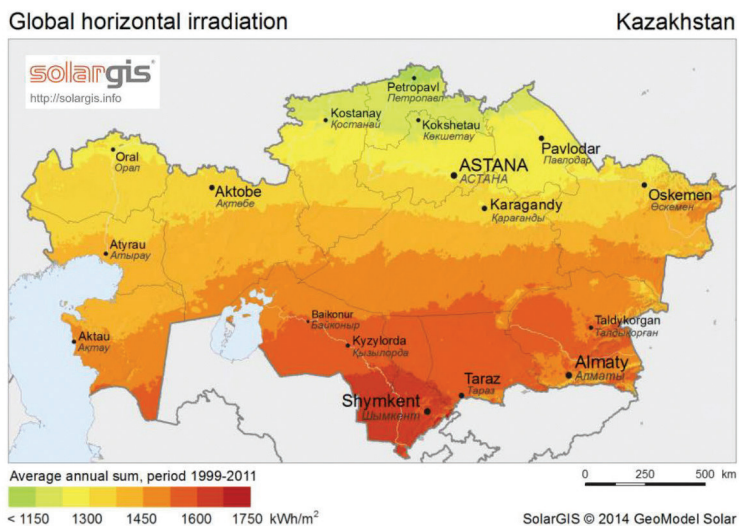 Global horizontal irradiation
Kazakhstan
solargis
http://solargis.info
Petropavl
Петропавл
Kostanay
Қостанай
Kokshetau
Көкшетау
Pavlodar
Павлодар
Oral
Орал
ASTANA
АСТАНА
Aktobe
Ақтөбе
Oskemen
Өскемен
Karagandy
Қарағанды
Atyrau
Атырау
Baikonur
Байконыр
Taldykorgan
Талдықорған
Aktau
Ақтау
Kyzylorda
Қызылорда
Almaty
Алматы
Taraz
Тараз
Shymkent
Шымкент
Average annual sum, period 1999-2011
0 250 500 km
< 1150 1300 1450 1600 1750 kWh/m²
SolarGIS © 2014 GeoModel Solar